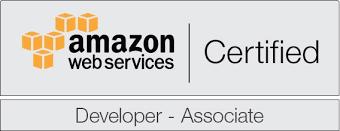 amazon
web services
Certified
Developer - Associate